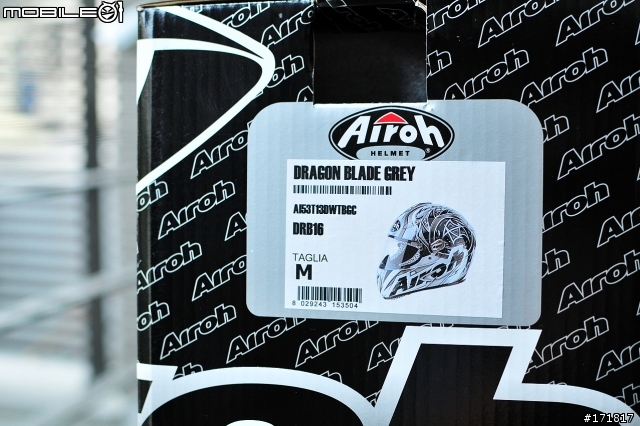 MOBILE01
Airoh
HELMET
DRAGON BLADE GREY
AI53T13DWTBGC
DRB16
TAGLIA
M
8 029243 153504
Airoh
#171817